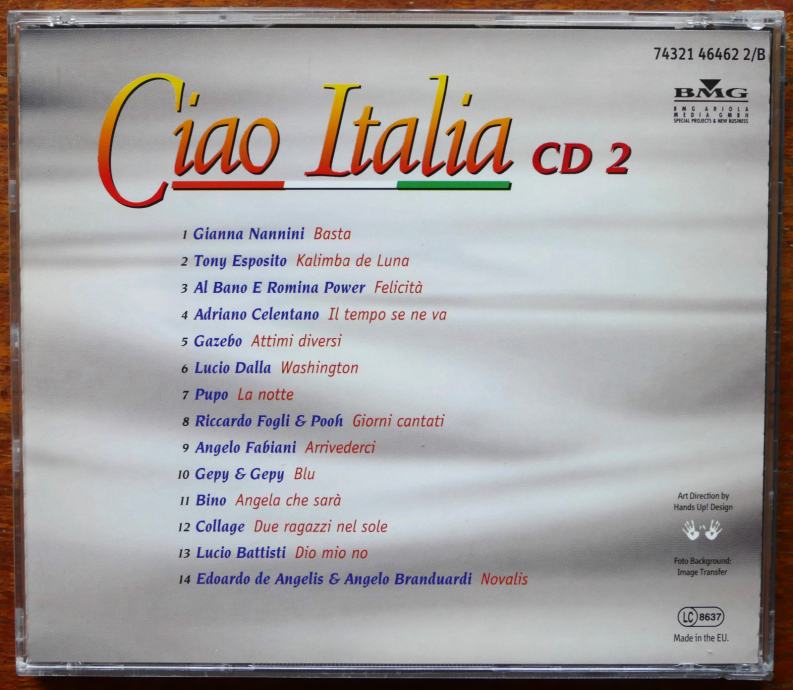 74321 46462 2/B
BMG
BMG ARIOLA
MEDIA GMBH
SPECIAL PROJECTS & NEW BUSINESS
Ciao Italia CD 2
1 Gianna Nannini Basta
2 Tony Esposito Kalimba de Luna
3 Al Bano E Romina Power Felicità
4 Adriano Celentano Il tempo se ne va
5 Gazebo Attimi diversi
6 Lucio Dalla Washington
7 Pupo La notte
8 Riccardo Fogli & Pooh Giorni cantati
9 Angelo Fabiani Arrivederci
10 Gepy & Gepy Blu
11 Bino Angela che sarà
12 Collage Due ragazzi nel sole
13 Lucio Battisti Dio mio no
14 Edoardo de Angelis & Angelo Branduardi Novalis
Art Direction by
Hands Up! Design
Foto Background:
Image Transfer
LC 8637
Made in the EU.